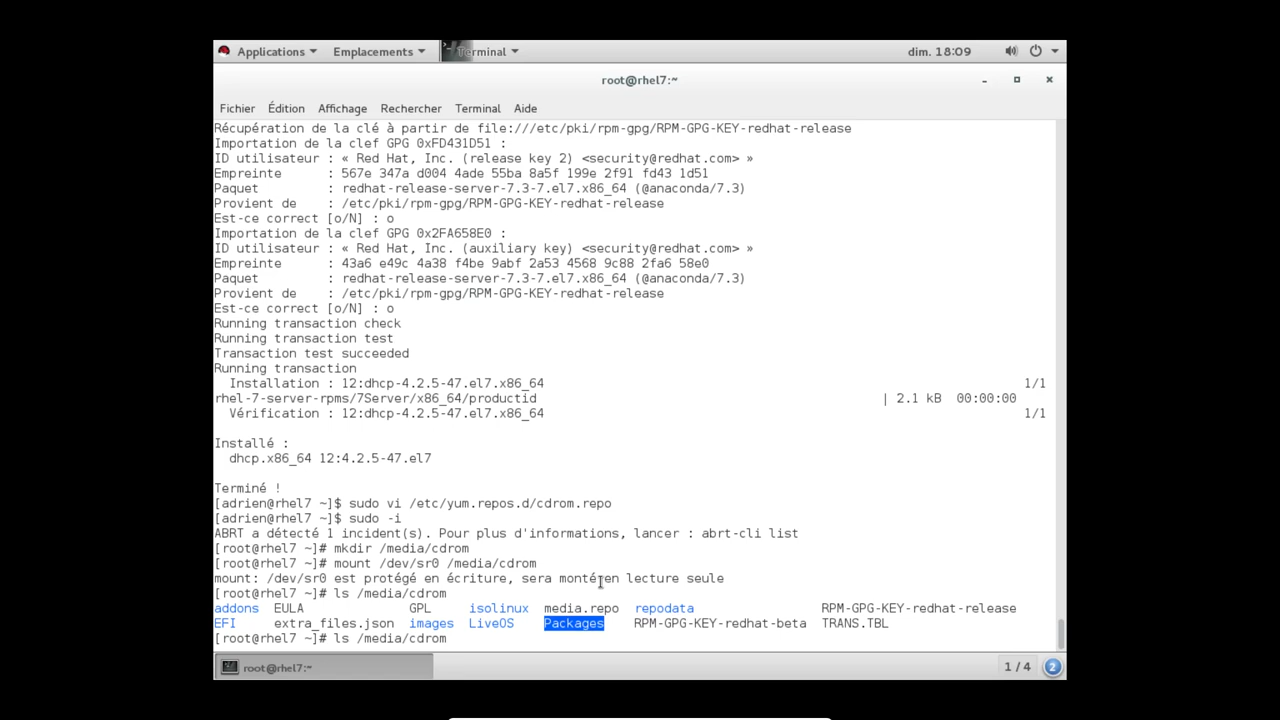 Applications Emplacements Terminal dim. 18:09
root@rhel7:~
Fichier Édition Affichage Rechercher Terminal Aide
Récupération de la clé à partir de file:///etc/pki/rpm-gpg/RPM-GPG-KEY-redhat-release
Importation de la clef GPG 0xFD431D51 :
ID utilisateur : « Red Hat, Inc. (release key 2) <security@redhat.com> »
Empreinte : 567e 347a d004 4ade 55ba 8a5f 199e 2f91 fd43 1d51
Paquet : redhat-release-server-7.3-7.el7.x86_64 (@anaconda/7.3)
Provient de : /etc/pki/rpm-gpg/RPM-GPG-KEY-redhat-release
Est-ce correct [o/N] : o
Importation de la clef GPG 0x2FA658E0 :
ID utilisateur : « Red Hat, Inc. (auxiliary key) <security@redhat.com> »
Empreinte : 43a6 e49c 4a38 f4be 9abf 2a53 4568 9c88 2fa6 58e0
Paquet : redhat-release-server-7.3-7.el7.x86_64 (@anaconda/7.3)
Provient de : /etc/pki/rpm-gpg/RPM-GPG-KEY-redhat-release
Est-ce correct [o/N] : o
Running transaction check
Running transaction test
Transaction test succeeded
Running transaction
Installation : 12:dhcp-4.2.5-47.el7.x86_64 1/1
rhel-7-server-rpms/7Server/x86_64/productid | 2.1 kB 00:00:00
Vérification : 12:dhcp-4.2.5-47.el7.x86_64 1/1
Installé :
dhcp.x86_64 12:4.2.5-47.el7
Terminé !
[adrien@rhel7 ~]$ sudo vi /etc/yum.repos.d/cdrom.repo
[adrien@rhel7 ~]$ sudo -i
ABRT a détecté 1 incident(s). Pour plus d'informations, lancer : abrt-cli list
[root@rhel7 ~]# mkdir /media/cdrom
[root@rhel7 ~]# mount /dev/sr0 /media/cdrom
mount: /dev/sr0 est protégé en écriture, sera monté en lecture seule
[root@rhel7 ~]# ls /media/cdrom
addons EULA GPL isolinux media.repo repodata RPM-GPG-KEY-redhat-release
EFI extra_files.json images LiveOS Packages RPM-GPG-KEY-redhat-beta TRANS.TBL
[root@rhel7 ~]# ls /media/cdrom
root@rhel7:~ 1 / 4 2